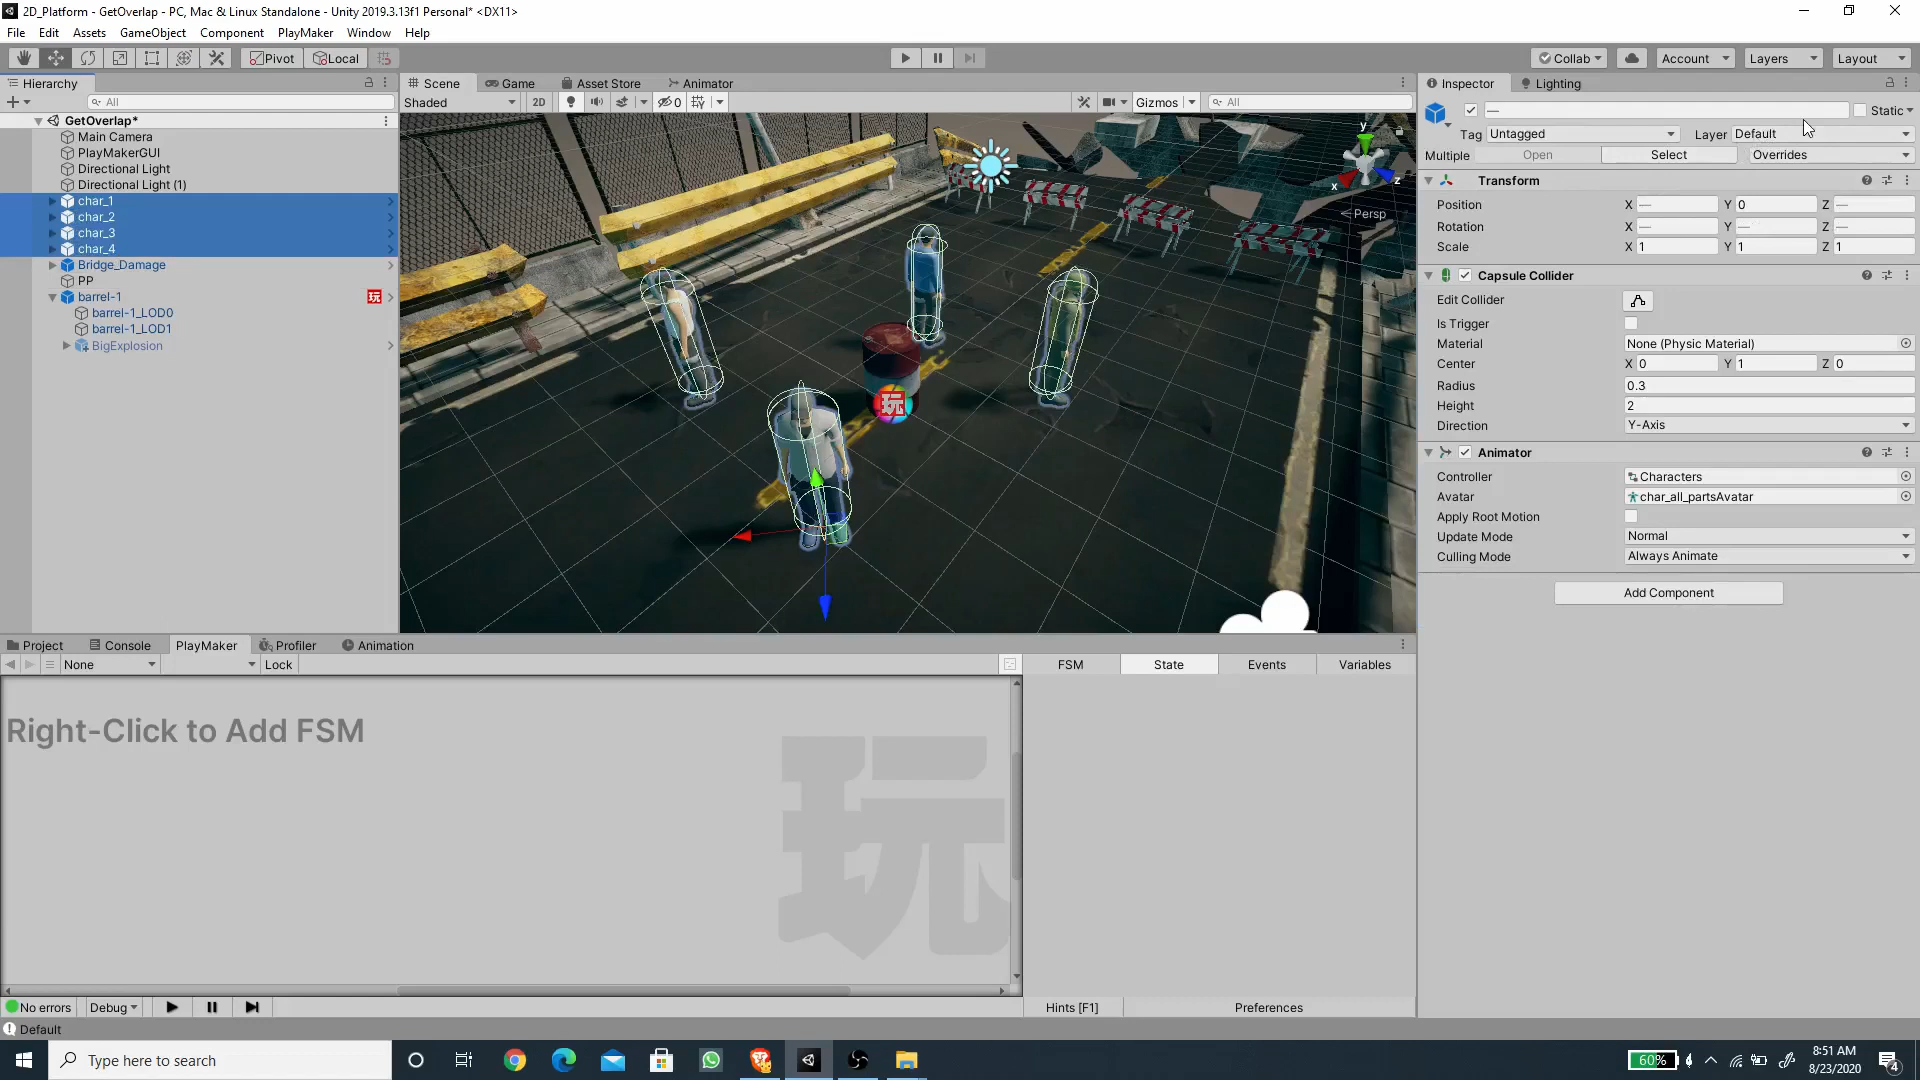 2D_Platform - GetOverlap - PC, Mac & Linux Standalone - Unity 2019.3.13f1 Personal* <DX11>
File Edit Assets GameObject Component PlayMaker Window Help
Pivot Local Collab Account Layers Layout
Hierarchy
All
GetOverlap*
Main Camera
PlayMakerGUI
Directional Light
Directional Light (1)
char_1
char_2
char_3
char_4
Bridge_Damage
PP
barrel-1 玩
barrel-1_LOD0
barrel-1_LOD1
BigExplosion
Scene Game Asset Store Animator
Shaded 2D 0 Gizmos All
y
x z
Persp
玩
Inspector Lighting
— Static
Tag Untagged Layer Default
Multiple Open Select Overrides
Transform
Position X — Y 0 Z —
Rotation X — Y — Z —
Scale X 1 Y 1 Z 1
Capsule Collider
Edit Collider
Is Trigger
Material None (Physic Material)
Center X 0 Y 1 Z 0
Radius 0.3
Height 2
Direction Y-Axis
Animator
Controller Characters
Avatar char_all_partsAvatar
Apply Root Motion
Update Mode Normal
Culling Mode Always Animate
Add Component
Project Console PlayMaker Profiler Animation
None Lock FSM State Events Variables
Right-Click to Add FSM
玩
No errors Debug Hints [F1] Preferences
Default
Type here to search
60%
8:51 AM
8/23/2020
4